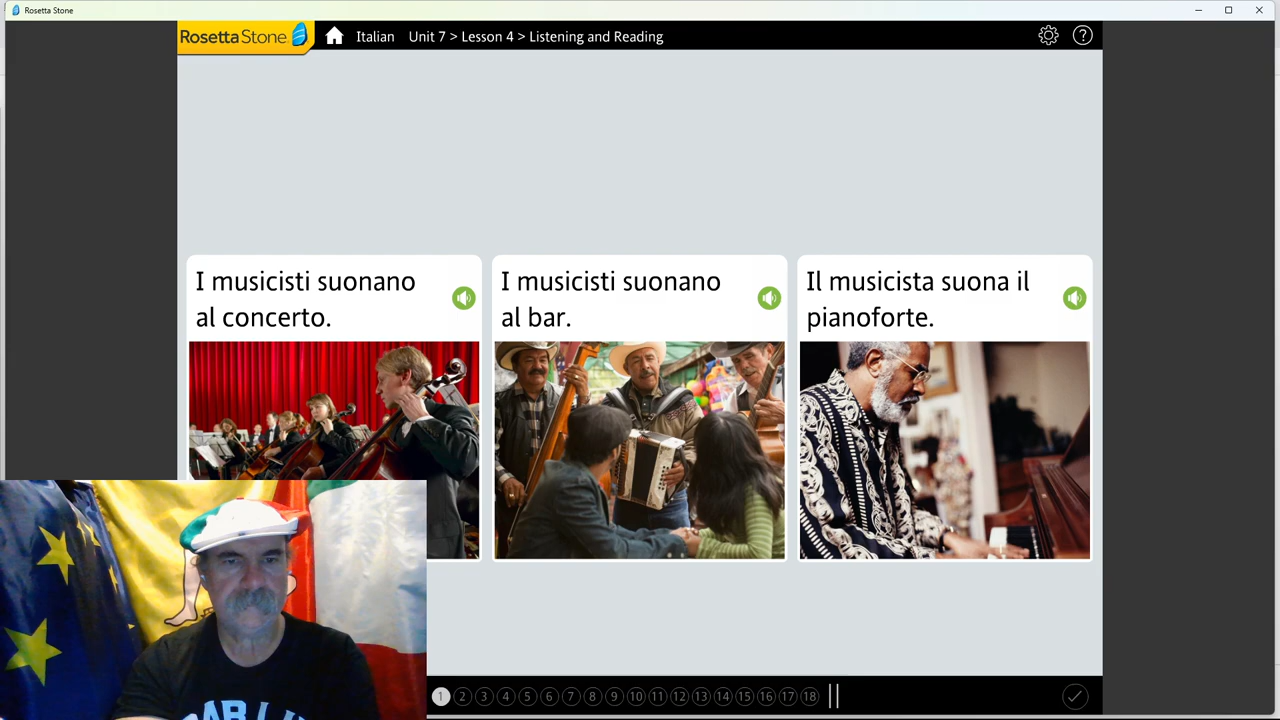 Rosetta Stone
RosettaStone Italian Unit 7 > Lesson 4 > Listening and Reading ?
I musicisti suonano
al concerto.
I musicisti suonano
al bar.
Il musicista suona il
pianoforte.
1 2 3 4 5 6 7 8 9 10 11 12 13 14 15 16 17 18